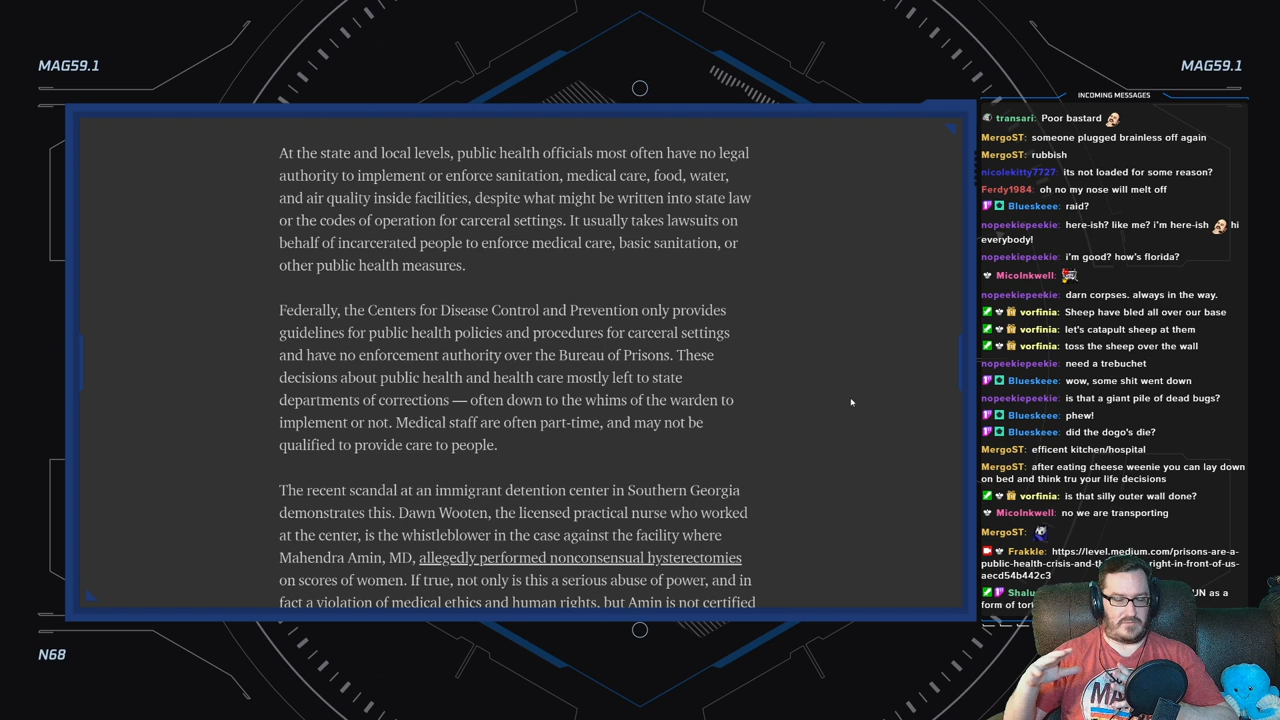 MAG59.1
MAG59.1
At the state and local levels, public health officials most often have no legal
authority to implement or enforce sanitation, medical care, food, water,
and air quality inside facilities, despite what might be written into state law
or the codes of operation for carceral settings. It usually takes lawsuits on
behalf of incarcerated people to enforce medical care, basic sanitation, or
other public health measures.
Federally, the Centers for Disease Control and Prevention only provides
guidelines for public health policies and procedures for carceral settings
and have no enforcement authority over the Bureau of Prisons. These
decisions about public health and health care mostly left to state
departments of corrections — often down to the whims of the warden to
implement or not. Medical staff are often part-time, and may not be
qualified to provide care to people.
The recent scandal at an immigrant detention center in Southern Georgia
demonstrates this. Dawn Wooten, the licensed practical nurse who worked
at the center, is the whistleblower in the case against the facility where
Mahendra Amin, MD, allegedly performed nonconsensual hysterectomies
on scores of women. If true, not only is this a serious abuse of power, and in
fact a violation of medical ethics and human rights, but Amin is not certified
INCOMING MESSAGES
transari: Poor bastard
MergoST: someone plugged brainless off again
MergoST: rubbish
nicolekitty7727: its not loaded for some reason?
Ferdy1984: oh no my nose will melt off
Blueskeee: raid?
nopeekiepeekie: here-ish? like me? i'm here-ish hi
everybody!
nopeekiepeekie: i'm good? how's florida?
MicoInkwell:
nopeekiepeekie: darn corpses. always in the way.
vorfinia: Sheep have bled all over our base
vorfinia: let's catapult sheep at them
vorfinia: toss the sheep over the wall
nopeekiepeekie: need a trebuchet
Blueskeee: wow, some shit went down
nopeekiepeekie: is that a giant pile of dead bugs?
Blueskeee: phew!
Blueskeee: did the dogo's die?
MergoST: efficent kitchen/hospital
MergoST: after eating cheese weenie you can lay down
on bed and think tru your life decisions
vorfinia: is that silly outer wall done?
MicoInkwell: no we are transporting
MergoST:
Frakkle: https://level.medium.com/prisons-are-a-
public-health-crisis-and-th right-in-front-of-us-
aecd54b442c3
UN as a
form of
N68